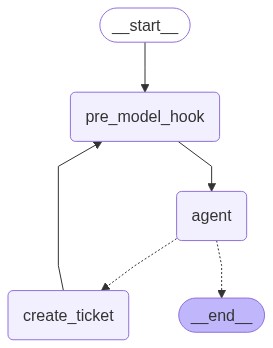 __start__
pre_model_hook
agent
create_ticket
__end__